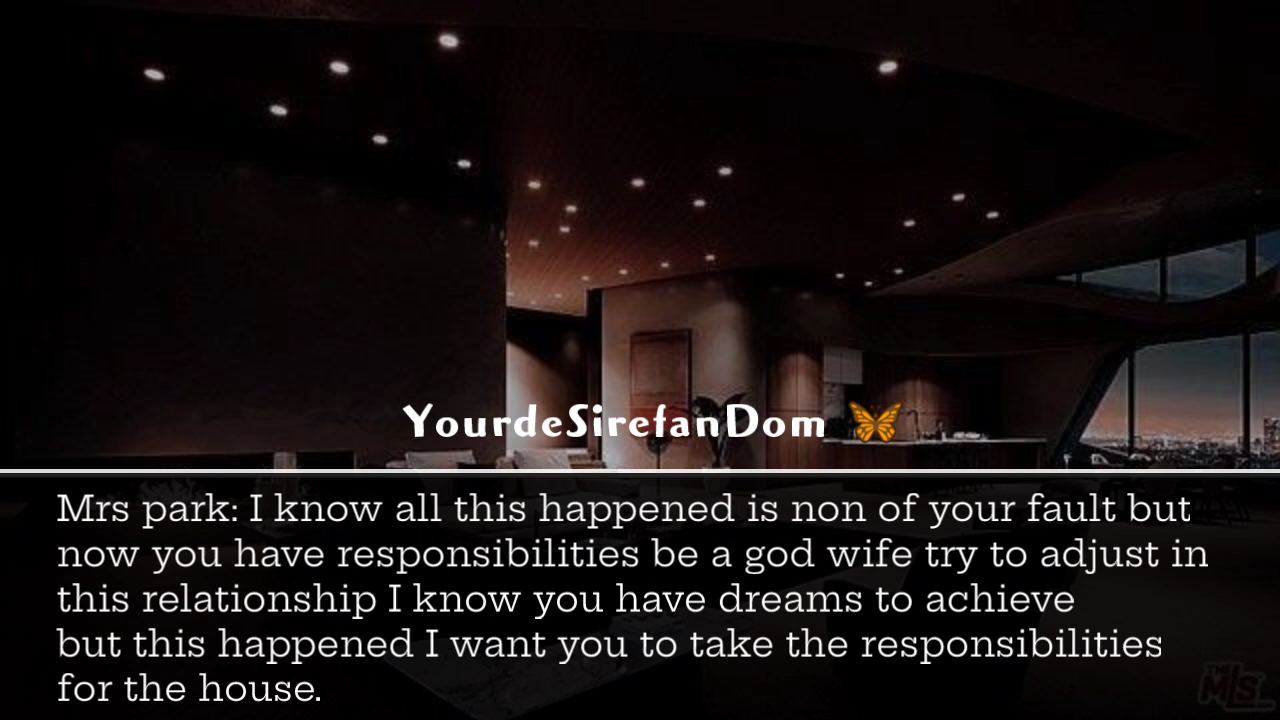 YourdeSirefanDom 🦋
Mrs park: I know all this happened is non of your fault but
now you have responsibilities be a god wife try to adjust in
this relationship I know you have dreams to achieve
but this happened I want you to take the responsibilities
for the house.
THE
MLS